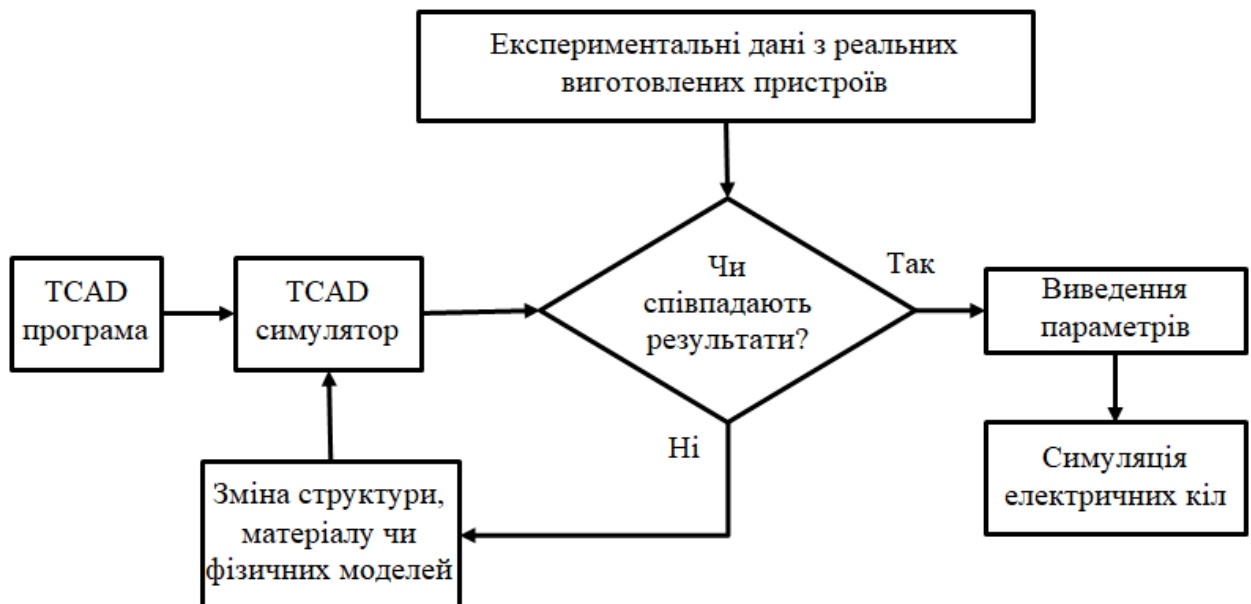 Експериментальні дані з реальних
виготовлених пристроїв
TCAD
програма
TCAD
симулятор
Чи
співпадають
результати?
Так
Виведення
параметрів
Ні
Зміна структури,
матеріалу чи
фізичних моделей
Симуляція
електричних кіл